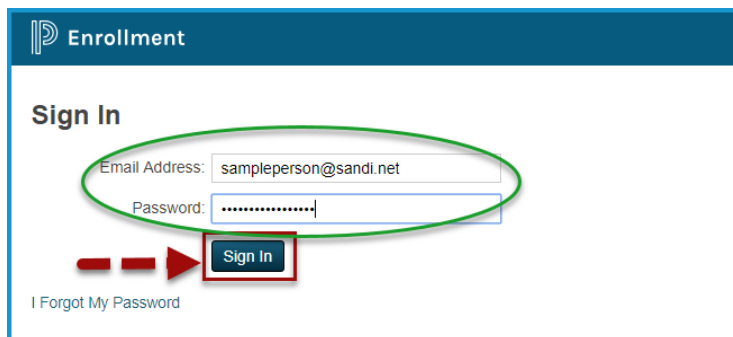 Enrollment
Sign In
Email Address: sampleperson@sandi.net
Password: •••••••••••••••••
Sign In
I Forgot My Password